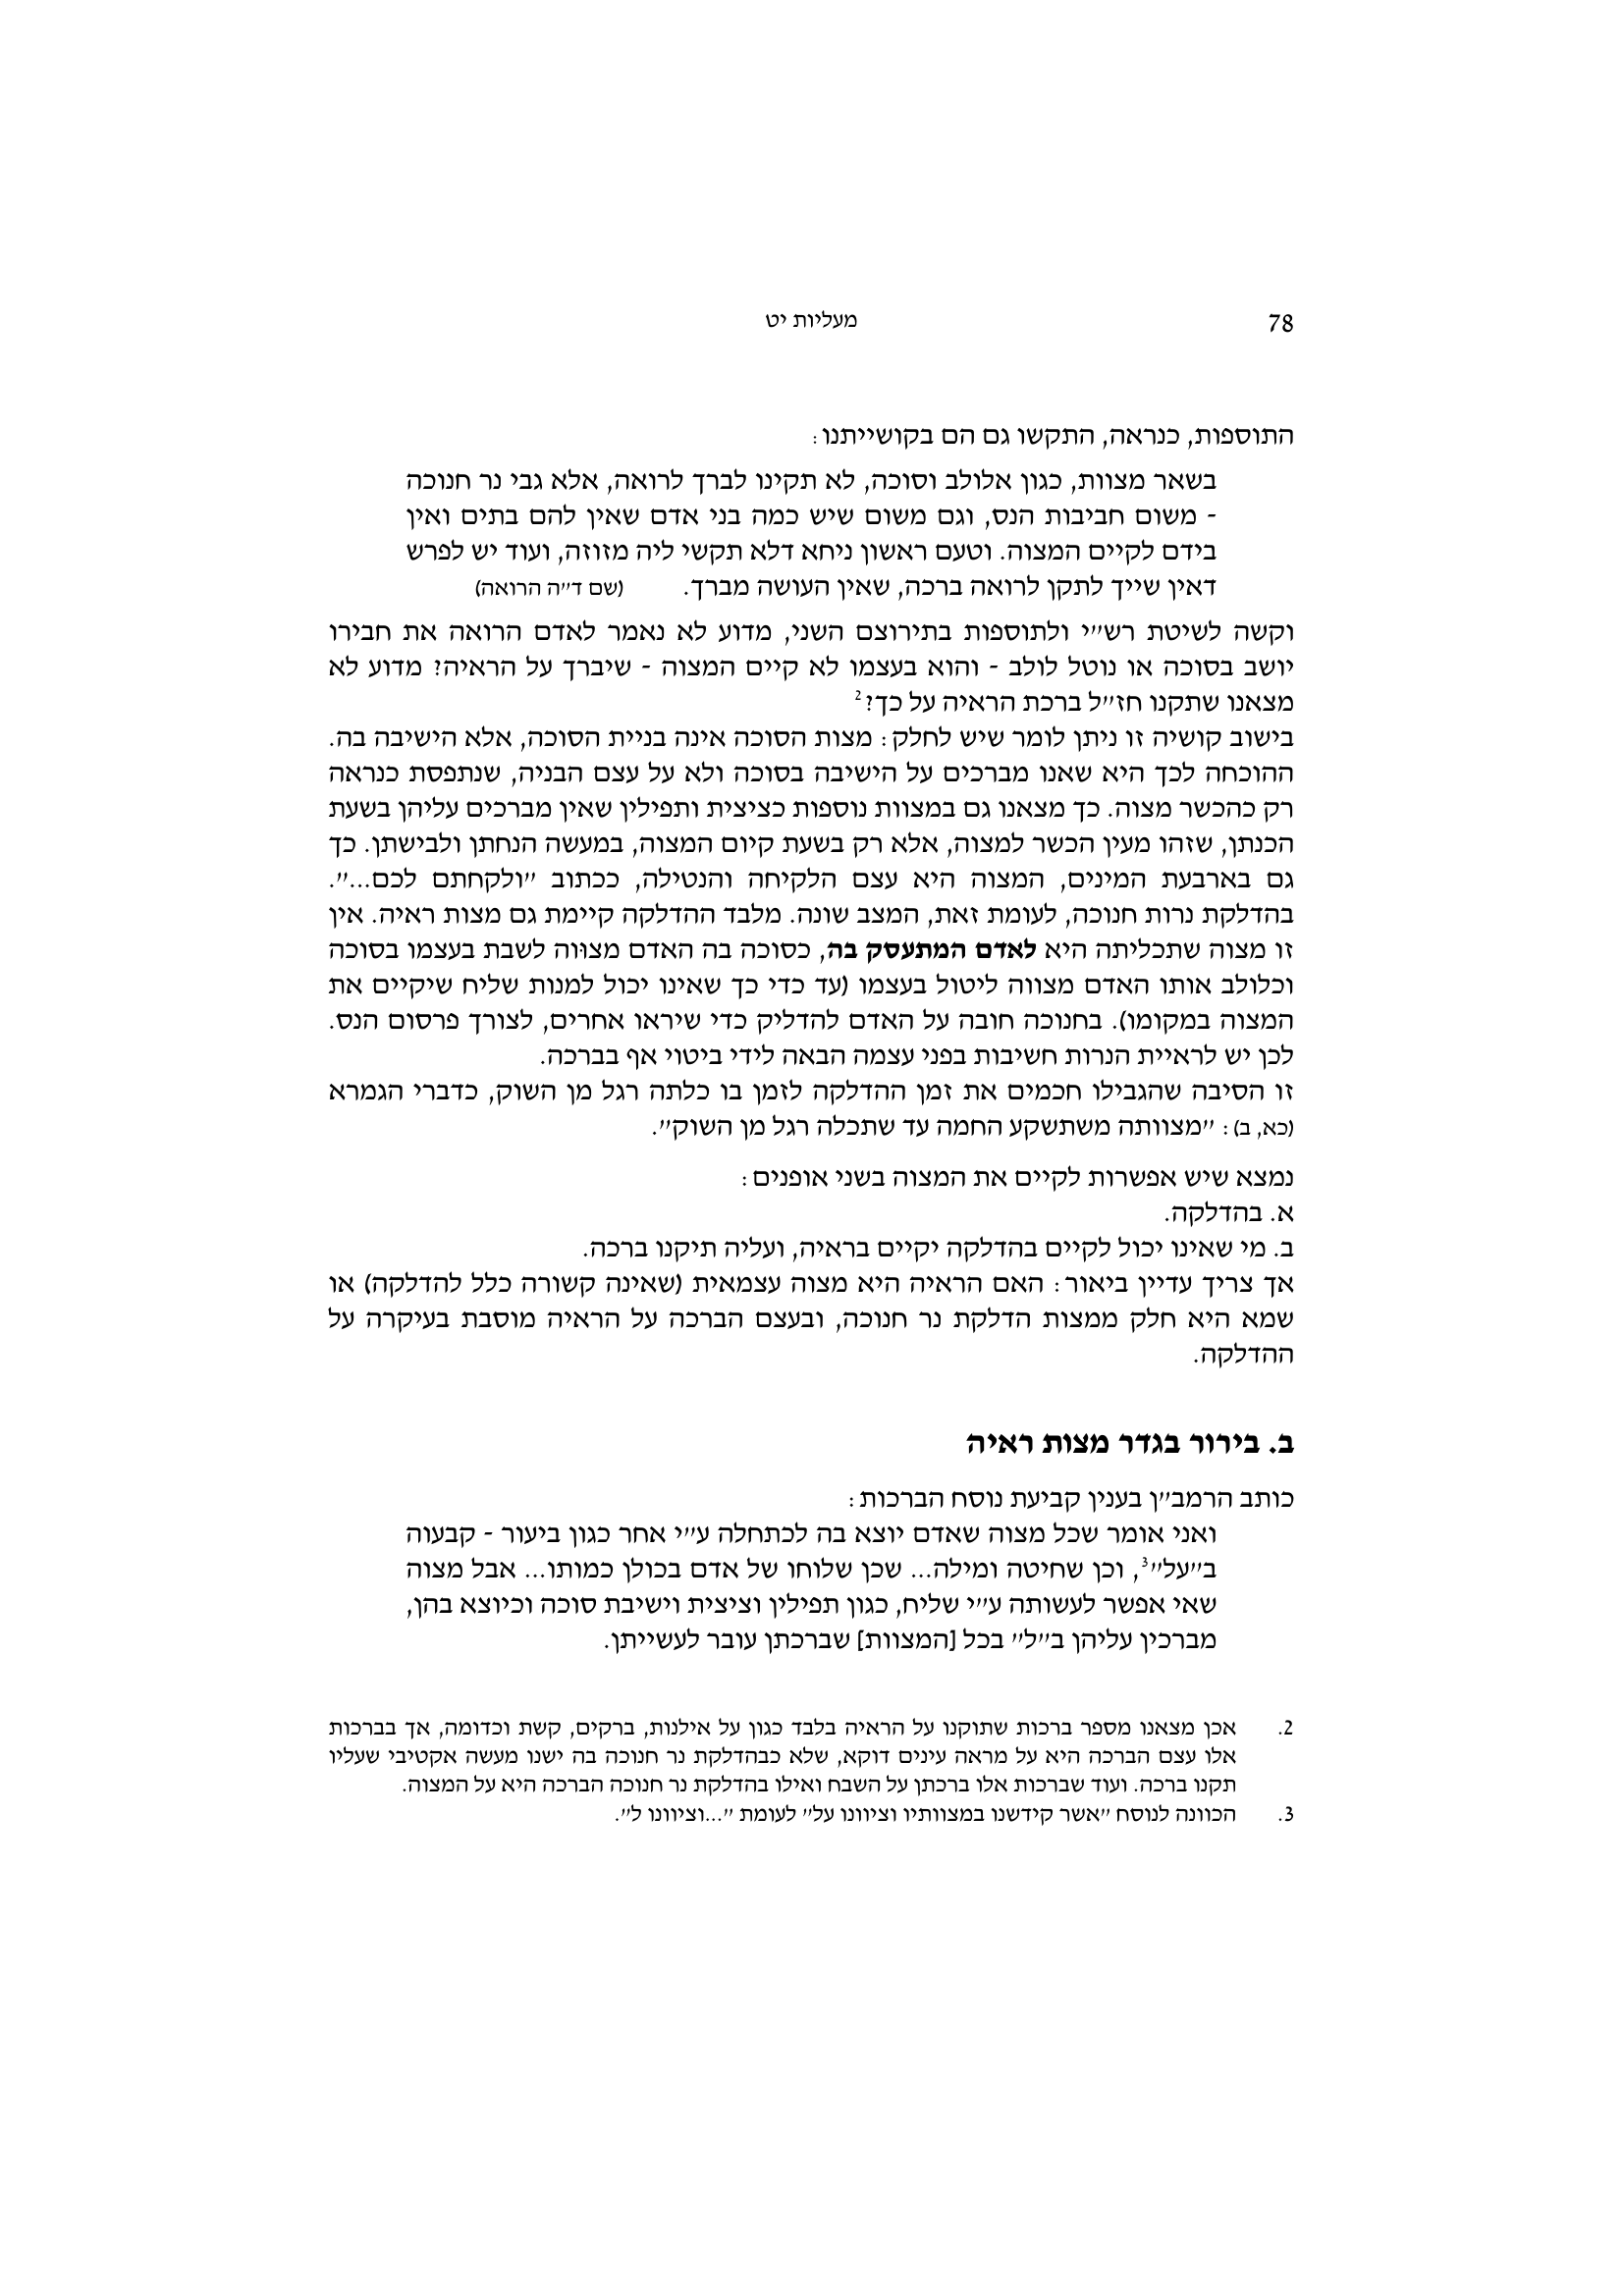 78
מעליות יט
התוספות, כנראה, התקשו גם הם בקושייתנו:
בשאר מצוות, כגון אלולב וסוכה, לא תקינו לברך לרואה, אלא גבי נר חנוכה
- משום חביבות הנס, וגם משום שיש כמה בני אדם שאין להם בתים ואין
בידם לקיים המצוה. וטעם ראשון ניחא דלא תקשי ליה מזוזה, ועוד יש לפרש
דאין שייך לתקן לרואה ברכה, שאין העושה מברך. (שם ד״ה הרואה)
וקשה לשיטת רש״י ולתוספות בתירוצם השני, מדוע לא נאמר לאדם הרואה את חבירו
יושב בסוכה או נוטל לולב - והוא בעצמו לא קיים המצוה - שיברך על הראיה? מדוע לא
מצאנו שתקנו חז״ל ברכת הראיה על כך?2
בישוב קושיה זו ניתן לומר שיש לחלק: מצות הסוכה אינה בניית הסוכה, אלא הישיבה בה.
ההוכחה לכך היא שאנו מברכים על הישיבה בסוכה ולא על עצם הבניה, שנתפסת כנראה
רק כהכשר מצוה. כך מצאנו גם במצוות נוספות כציצית ותפילין שאין מברכים עליהן בשעת
הכנתן, שזהו מעין הכשר למצוה, אלא רק בשעת קיום המצוה, במעשה הנחתן ולבישתן. כך
גם בארבעת המינים, המצוה היא עצם הלקיחה והנטילה, ככתוב ״ולקחתם לכם...״.
בהדלקת נרות חנוכה, לעומת זאת, המצב שונה. מלבד ההדלקה קיימת גם מצות ראיה. אין
זו מצוה שתכליתה היא לאדם המתעסק בה, כסוכה בה האדם מצוּוה לשבת בעצמו בסוכה
וכלולב אותו האדם מצווה ליטול בעצמו (עד כדי כך שאינו יכול למנות שליח שיקיים את
המצוה במקומו). בחנוכה חובה על האדם להדליק כדי שיראו אחרים, לצורך פרסום הנס.
לכן יש לראיית הנרות חשיבות בפני עצמה הבאה לידי ביטוי אף בברכה.
זו הסיבה שהגבילו חכמים את זמן ההדלקה לזמן בו כלתה רגל מן השוק, כדברי הגמרא
(כא, ב): ״מצוותה משתשקע החמה עד שתכלה רגל מן השוק״.
נמצא שיש אפשרות לקיים את המצוה בשני אופנים:
א. בהדלקה.
ב. מי שאינו יכול לקיים בהדלקה יקיים בראיה, ועליה תיקנו ברכה.
אך צריך עדיין ביאור: האם הראיה היא מצוה עצמאית (שאינה קשורה כלל להדלקה) או
שמא היא חלק ממצות הדלקת נר חנוכה, ובעצם הברכה על הראיה מוסבת בעיקרה על
ההדלקה.
ב. בירור בגדר מצות ראיה
כותב הרמב״ן בענין קביעת נוסח הברכות:
ואני אומר שכל מצוה שאדם יוצא בה לכתחלה ע״י אחר כגון ביעור - קבעוה
ב״על״3, וכן שחיטה ומילה... שכן שלוחו של אדם בכולן כמותו... אבל מצוה
שאי אפשר לעשותה ע״י שליח, כגון תפילין וציצית וישיבת סוכה וכיוצא בהן,
מברכין עליהן ב״ל״ בכל [המצוות] שברכתן עובר לעשייתן.
2. אכן מצאנו מספר ברכות שתוקנו על הראיה בלבד כגון על אילנות, ברקים, קשת וכדומה, אך בברכות
אלו עצם הברכה היא על מראה עינים דוקא, שלא כבהדלקת נר חנוכה בה ישנו מעשה אקטיבי שעליו
תקנו ברכה. ועוד שברכות אלו ברכתן על השבח ואילו בהדלקת נר חנוכה הברכה היא על המצוה.
3. הכוונה לנוסח ״אשר קידשנו במצוותיו וציוונו על״ לעומת ״...וציוונו ל״.